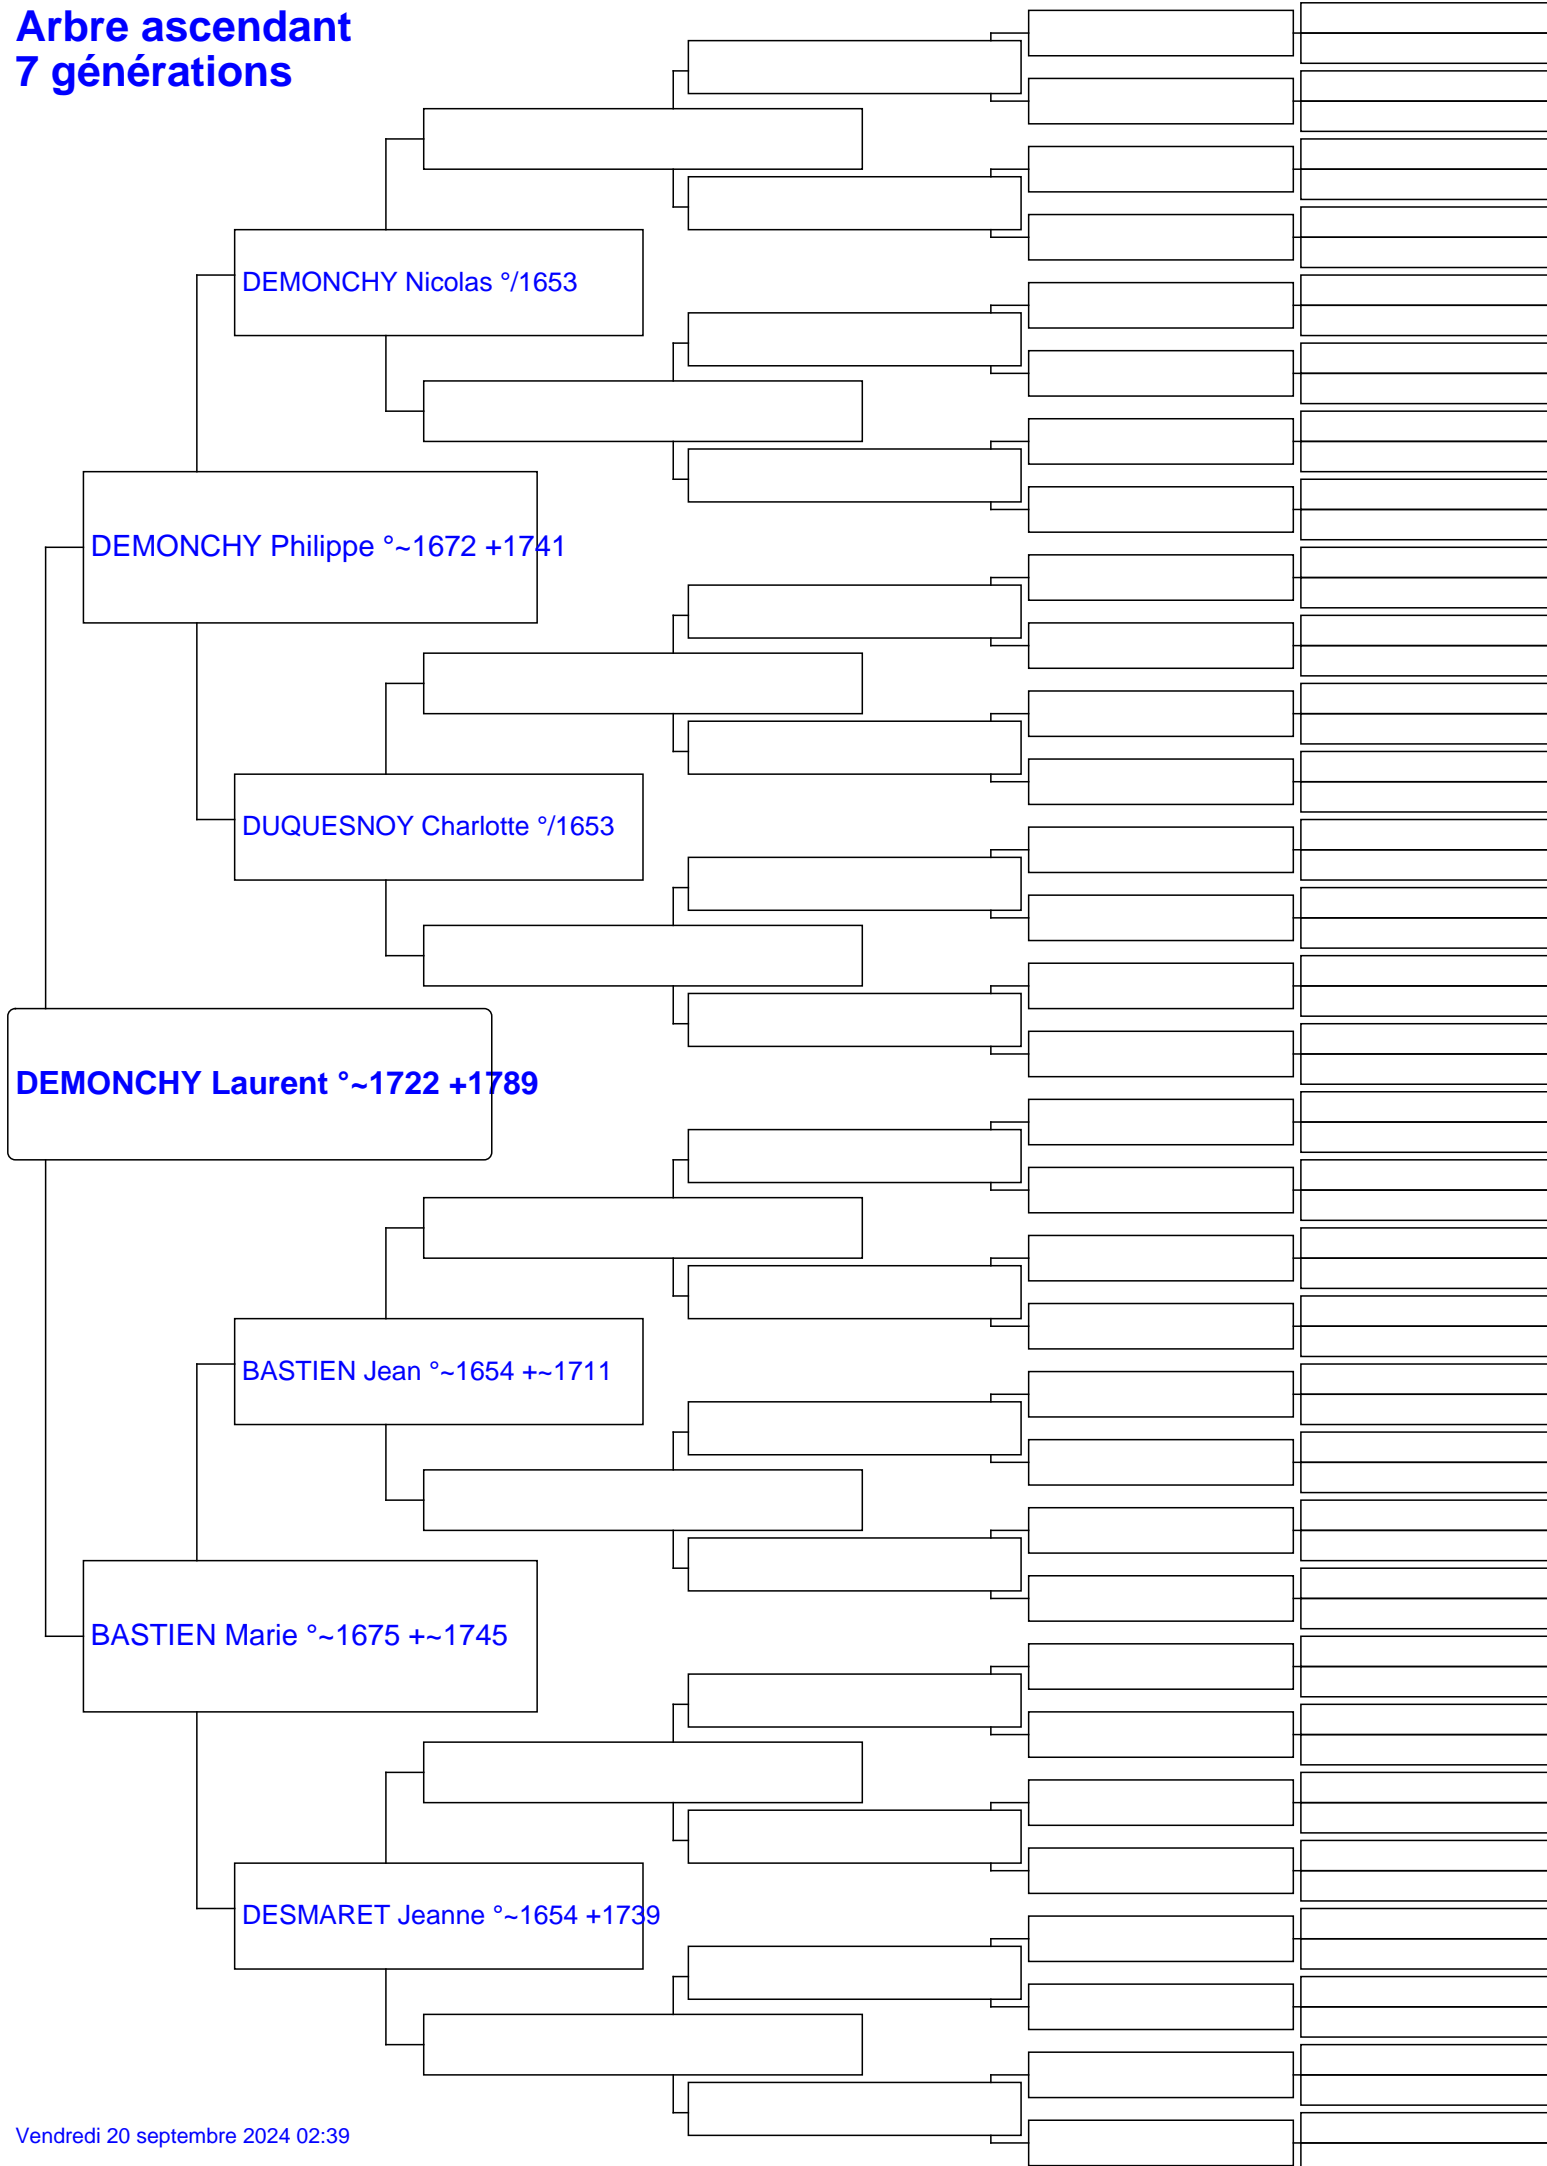 Arbre ascendant
7 générations
DEMONCHY Nicolas °/1653
DEMONCHY Philippe °~1672 +1741
DUQUESNOY Charlotte °/1653
DEMONCHY Laurent °~1722 +1789
BASTIEN Jean °~1654 +~1711
BASTIEN Marie °~1675 +~1745
DESMARET Jeanne °~1654 +1739
Vendredi 20 septembre 2024 02:39